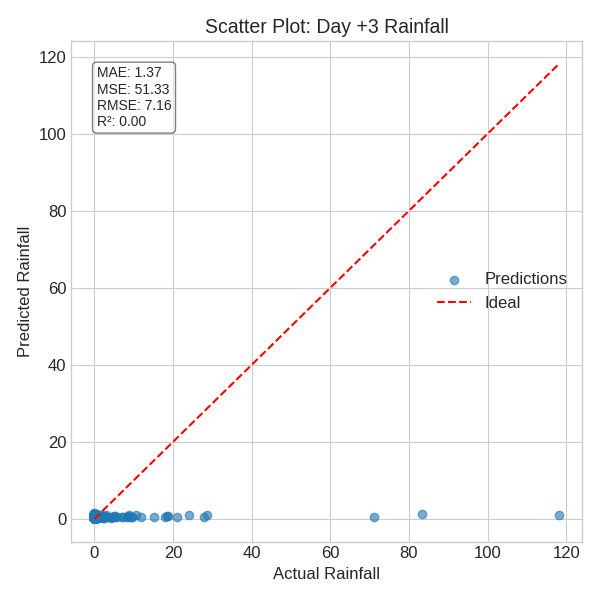 Scatter Plot: Day +3 Rainfall
MAE: 1.37
MSE: 51.33
RMSE: 7.16
R²: 0.00
120
100
80
60
40
20
0
Predicted Rainfall
Predictions
Ideal
0 20 40 60 80 100 120
Actual Rainfall